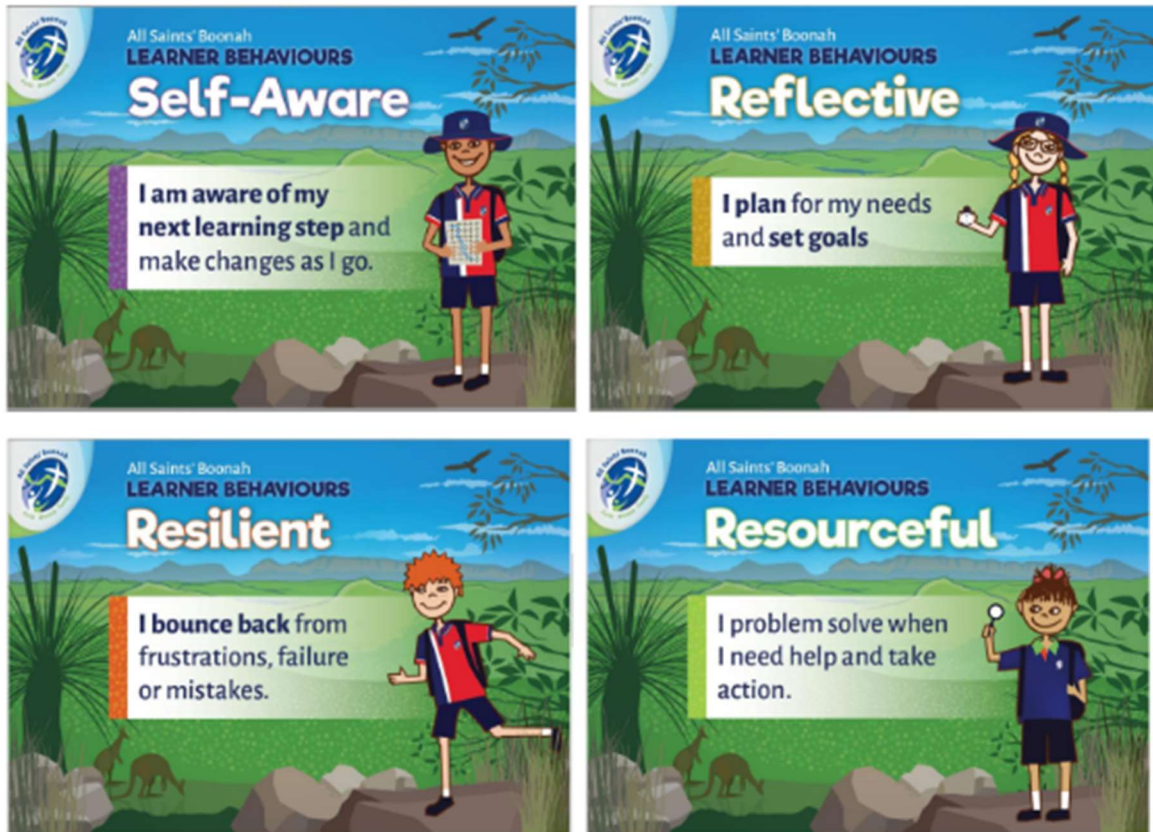 All Saints' Boonah
LEARNER BEHAVIOURS
Self-Aware
I am aware of my
next learning step and
make changes as I go.
All Saints' Boonah
LEARNER BEHAVIOURS
Reflective
I plan for my needs
and set goals
All Saints' Boonah
LEARNER BEHAVIOURS
Resilient
I bounce back from
frustrations, failure
or mistakes.
All Saints' Boonah
LEARNER BEHAVIOURS
Resourceful
I problem solve when
I need help and take
action.